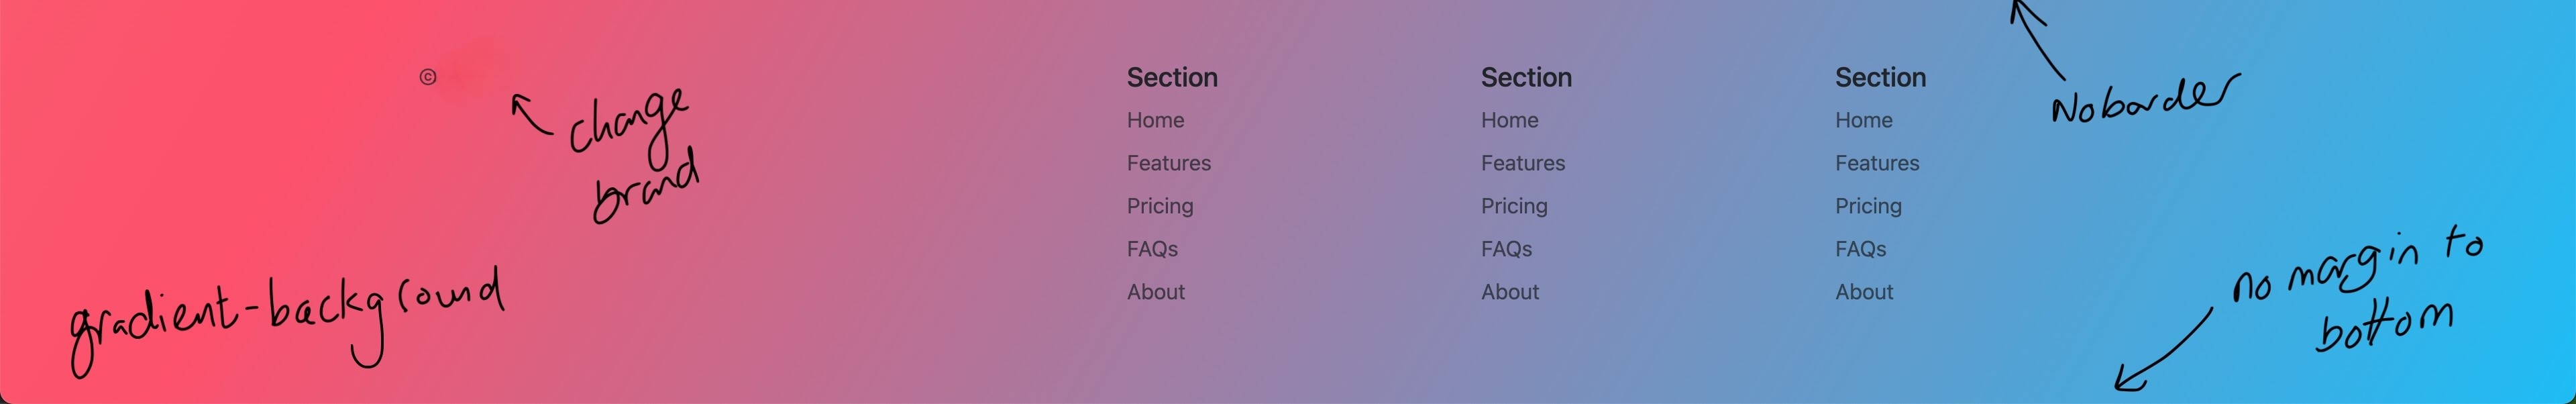 ©
change
brand
gradient-background
Section
Home
Features
Pricing
FAQs
About
Section
Home
Features
Pricing
FAQs
About
Section
Home
Features
Pricing
FAQs
About
No border
no margin to
bottom